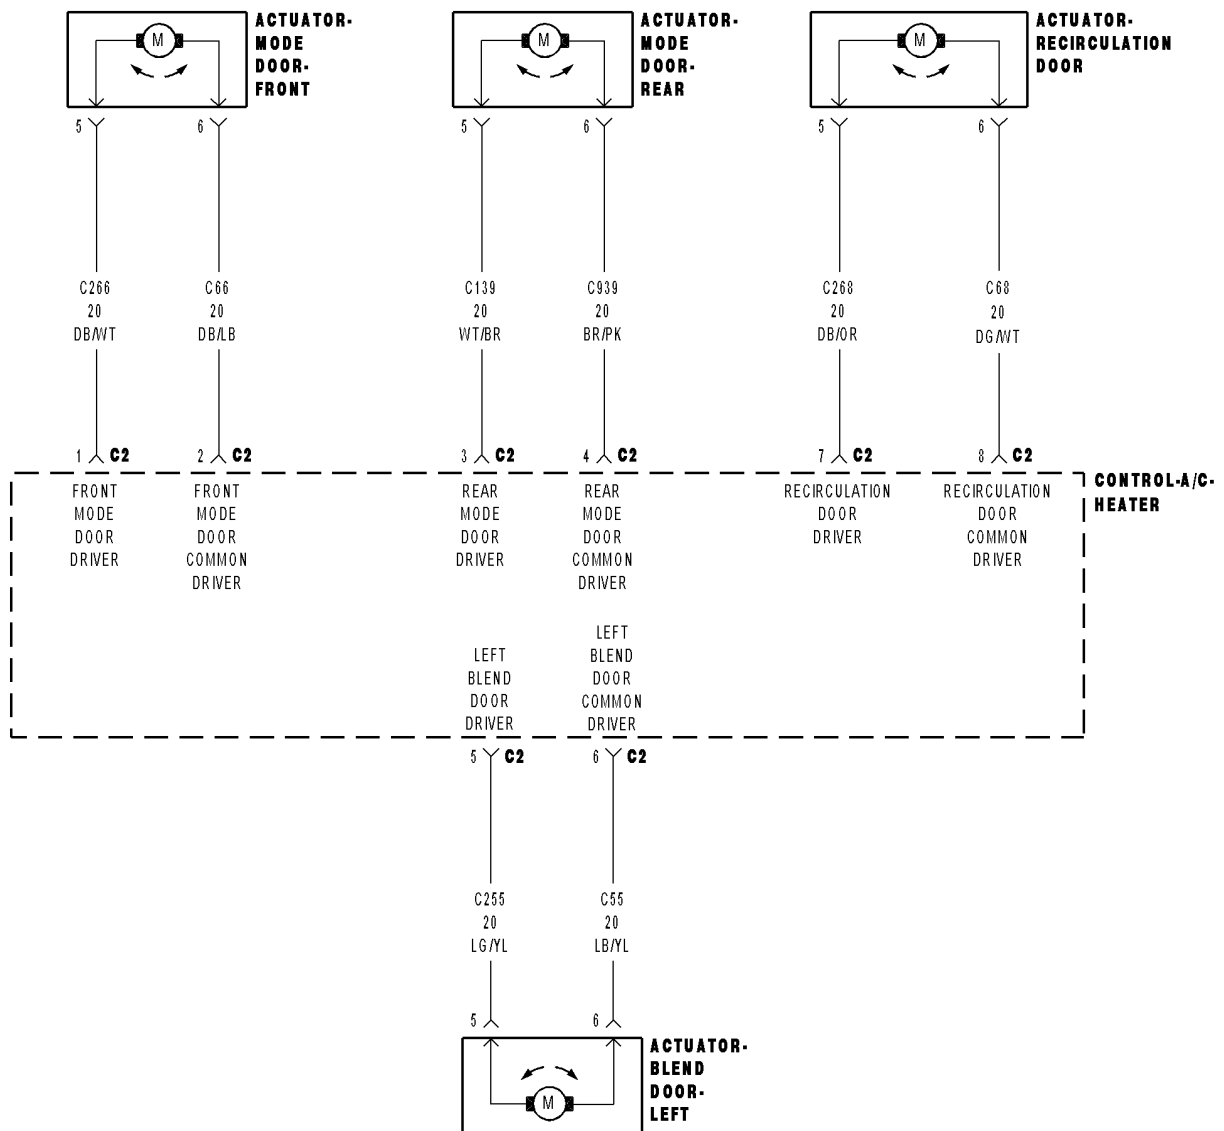 ACTUATOR-
MODE
DOOR-
FRONT
M
5
6
ACTUATOR-
MODE
DOOR-
REAR
M
5
6
ACTUATOR-
RECIRCULATION
DOOR
M
5
6
C266
20
DB/WT
C66
20
DB/LB
C139
20
WT/BR
C939
20
BR/PK
C268
20
DB/OR
C68
20
DG/WT
1 C2
2 C2
3 C2
4 C2
7 C2
8 C2
CONTROL-A/C-
HEATER
FRONT
MODE
DOOR
DRIVER
FRONT
MODE
DOOR
COMMON
DRIVER
REAR
MODE
DOOR
DRIVER
REAR
MODE
DOOR
COMMON
DRIVER
RECIRCULATION
DOOR
DRIVER
RECIRCULATION
DOOR
COMMON
DRIVER
LEFT
BLEND
DOOR
DRIVER
LEFT
BLEND
DOOR
COMMON
DRIVER
5 C2
6 C2
C255
20
LG/YL
C55
20
LB/YL
5
6
ACTUATOR-
BLEND
DOOR-
LEFT
M